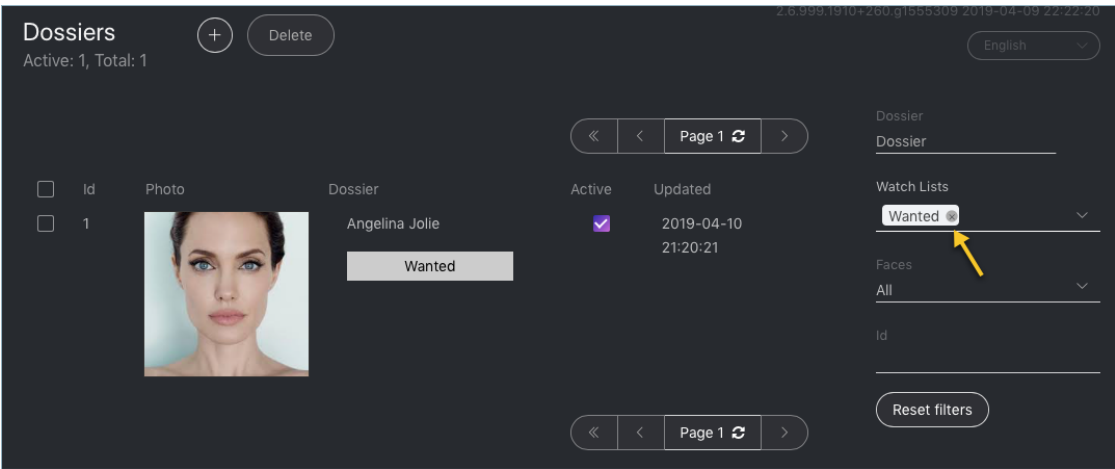 2.6.999.1910+260.g1555309 2019-04-09 22:22:20
Dossiers
Delete
Active: 1, Total: 1
English
Dossier
Dossier
Page 1
Watch Lists
Wanted
Faces
All
Id
Reset filters
Id Photo Dossier Active Updated
1 Angelina Jolie 2019-04-10
21:20:21
Wanted
Page 1